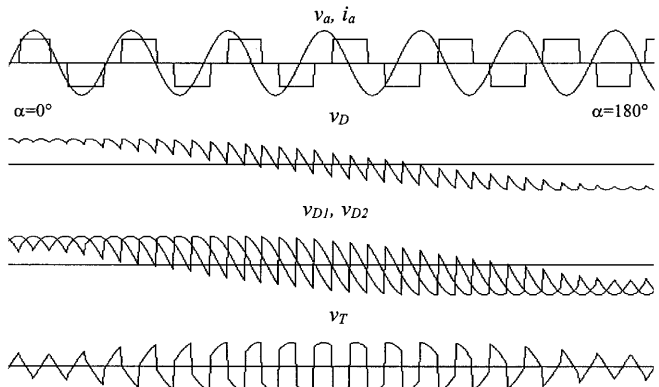 va, ia
α=0°
vD
α=180°
vD1, vD2
vT